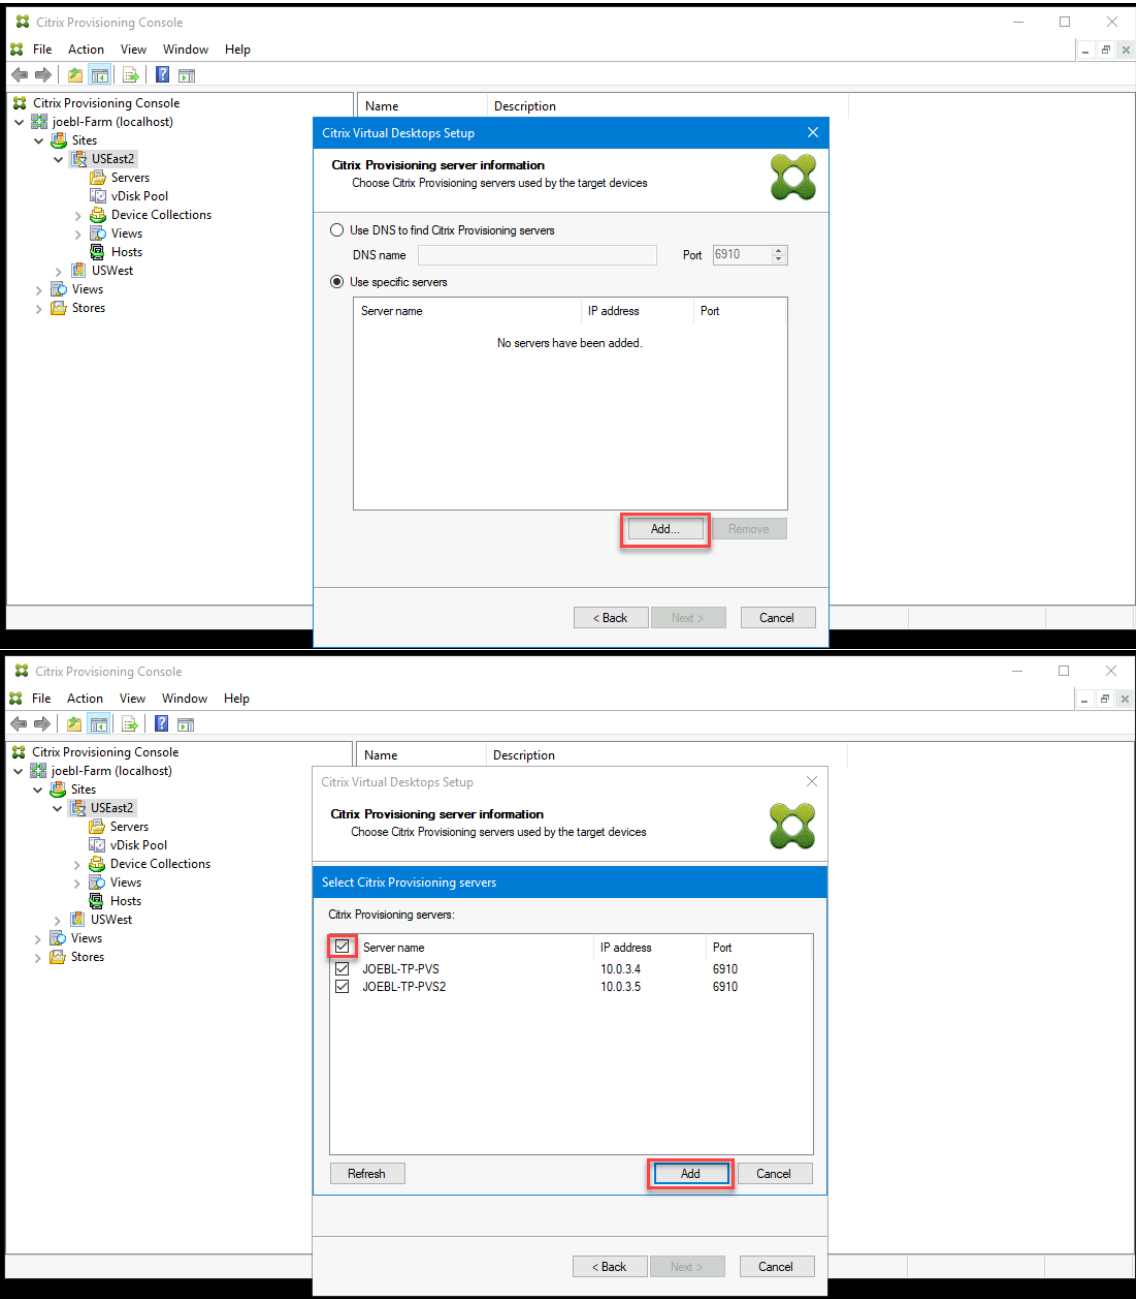 Citrix Provisioning Console
File Action View Window Help
Citrix Provisioning Console
joebl-Farm (localhost)
Sites
USEast2
Servers
vDisk Pool
Device Collections
Views
Hosts
USWest
Views
Stores
Name Description
Citrix Virtual Desktops Setup
Citrix Provisioning server information
Choose Citrix Provisioning servers used by the target devices
Use DNS to find Citrix Provisioning servers
DNS name Port 6910
Use specific servers
Server name IP address Port
No servers have been added.
Add... Remove
< Back Next > Cancel
Citrix Provisioning Console
File Action View Window Help
Citrix Provisioning Console
joebl-Farm (localhost)
Sites
USEast2
Servers
vDisk Pool
Device Collections
Views
Hosts
USWest
Views
Stores
Name Description
Citrix Virtual Desktops Setup
Citrix Provisioning server information
Choose Citrix Provisioning servers used by the target devices
Select Citrix Provisioning servers
Citrix Provisioning servers:
Server name IP address Port
JOEBL-TP-PVS 10.0.3.4 6910
JOEBL-TP-PVS2 10.0.3.5 6910
Refresh Add Cancel
< Back Next > Cancel